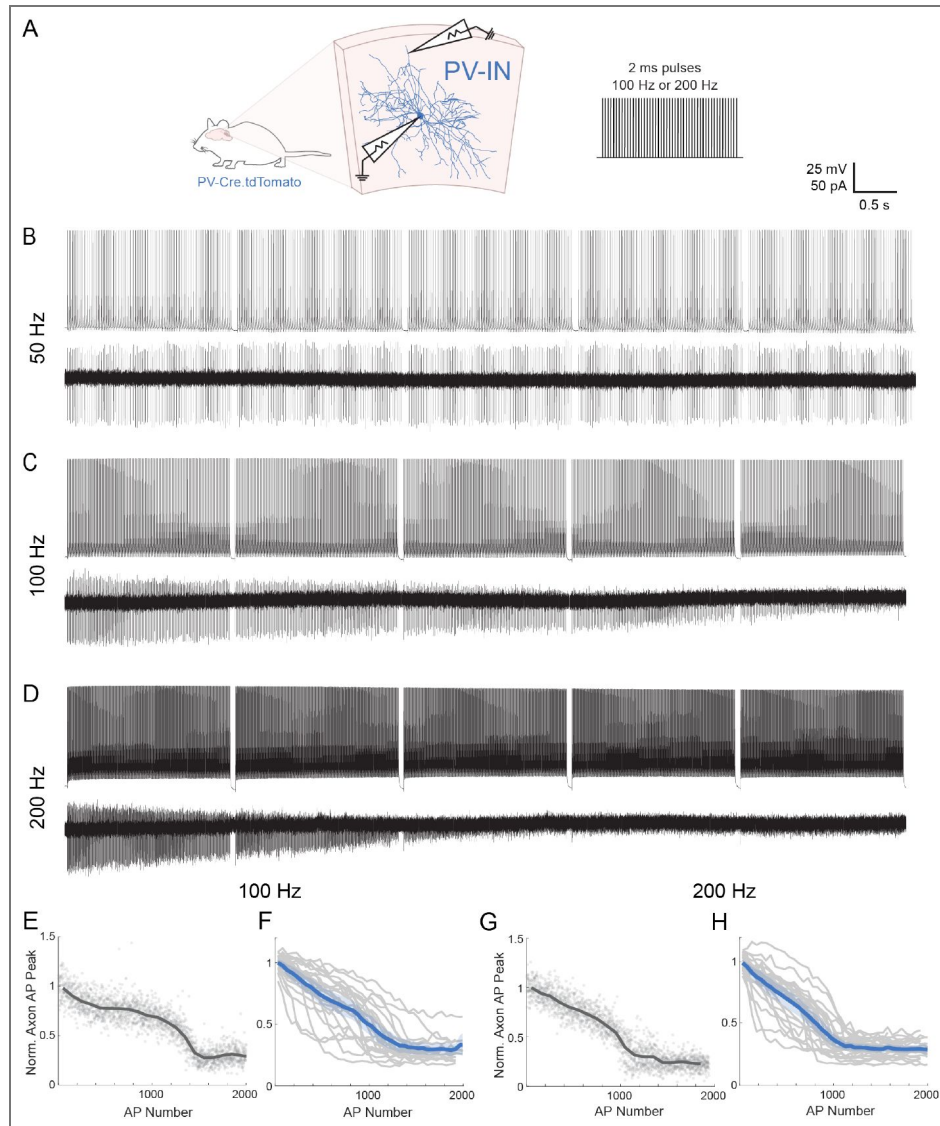 A
PV-IN
PV-Cre.tdTomato
2 ms pulses
100 Hz or 200 Hz
25 mV
50 pA
0.5 s
B
50 Hz
C
100 Hz
D
200 Hz
100 Hz
200 Hz
E
F
G
H
Norm. Axon AP Peak
1.5
1
0.5
0
1000
2000
AP Number
1
0.5
0
1000
2000
AP Number
Norm. Axon AP Peak
1.5
1
0.5
0
1000
2000
AP Number
1
0.5
0
1000
2000
AP Number